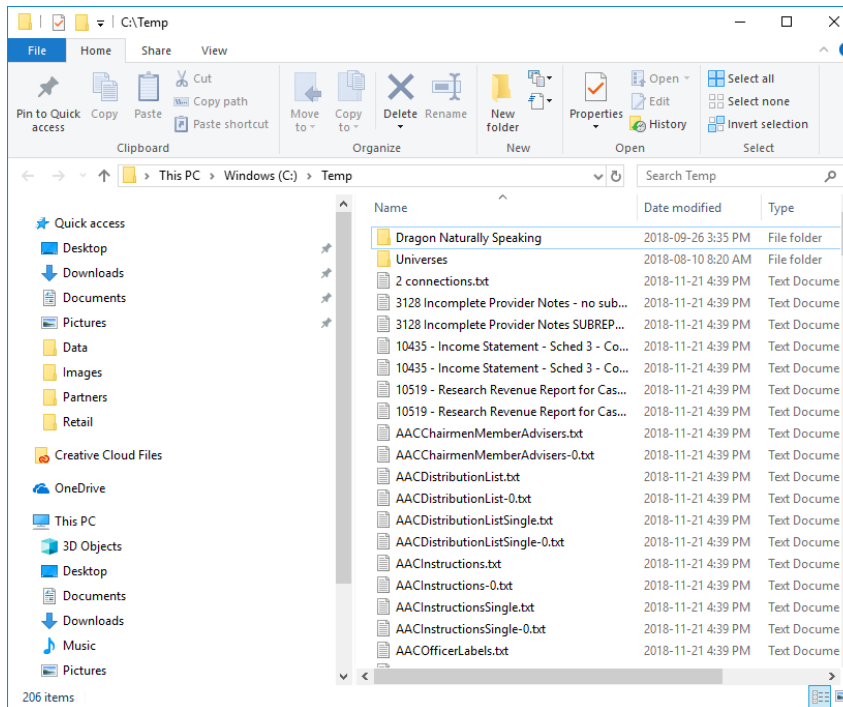 C:\Temp
File Home Share View
Pin to Quick access
Copy
Paste
Cut
Copy path
Paste shortcut
Move to
Copy to
Delete
Rename
New folder
Properties
Open
Edit
History
Select all
Select none
Invert selection
Clipboard Organize New Open Select
This PC > Windows (C:) > Temp
Search Temp
Quick access
Desktop
Downloads
Documents
Pictures
Data
Images
Partners
Retail
Creative Cloud Files
OneDrive
This PC
3D Objects
Desktop
Documents
Downloads
Music
Pictures
Name Date modified Type
Dragon Naturally Speaking 2018-09-26 3:35 PM File folder
Universes 2018-08-10 8:20 AM File folder
2 connections.txt 2018-11-21 4:39 PM Text Docume
3128 Incomplete Provider Notes - no sub... 2018-11-21 4:39 PM Text Docume
3128 Incomplete Provider Notes SUBREP... 2018-11-21 4:39 PM Text Docume
10435 - Income Statement - Sched 3 - Co... 2018-11-21 4:39 PM Text Docume
10435 - Income Statement - Sched 3 - Co... 2018-11-21 4:39 PM Text Docume
10519 - Research Revenue Report for Cas... 2018-11-21 4:39 PM Text Docume
10519 - Research Revenue Report for Cas... 2018-11-21 4:39 PM Text Docume
AACChairmenMemberAdvisers.txt 2018-11-21 4:39 PM Text Docume
AACChairmenMemberAdvisers-0.txt 2018-11-21 4:39 PM Text Docume
AACDistributionList.txt 2018-11-21 4:39 PM Text Docume
AACDistributionList-0.txt 2018-11-21 4:39 PM Text Docume
AACDistributionListSingle.txt 2018-11-21 4:39 PM Text Docume
AACDistributionListSingle-0.txt 2018-11-21 4:39 PM Text Docume
AACInstructions.txt 2018-11-21 4:39 PM Text Docume
AACInstructions-0.txt 2018-11-21 4:39 PM Text Docume
AACInstructionsSingle.txt 2018-11-21 4:39 PM Text Docume
AACInstructionsSingle-0.txt 2018-11-21 4:39 PM Text Docume
AACOfficerLabels.txt 2018-11-21 4:39 PM Text Docume
206 items